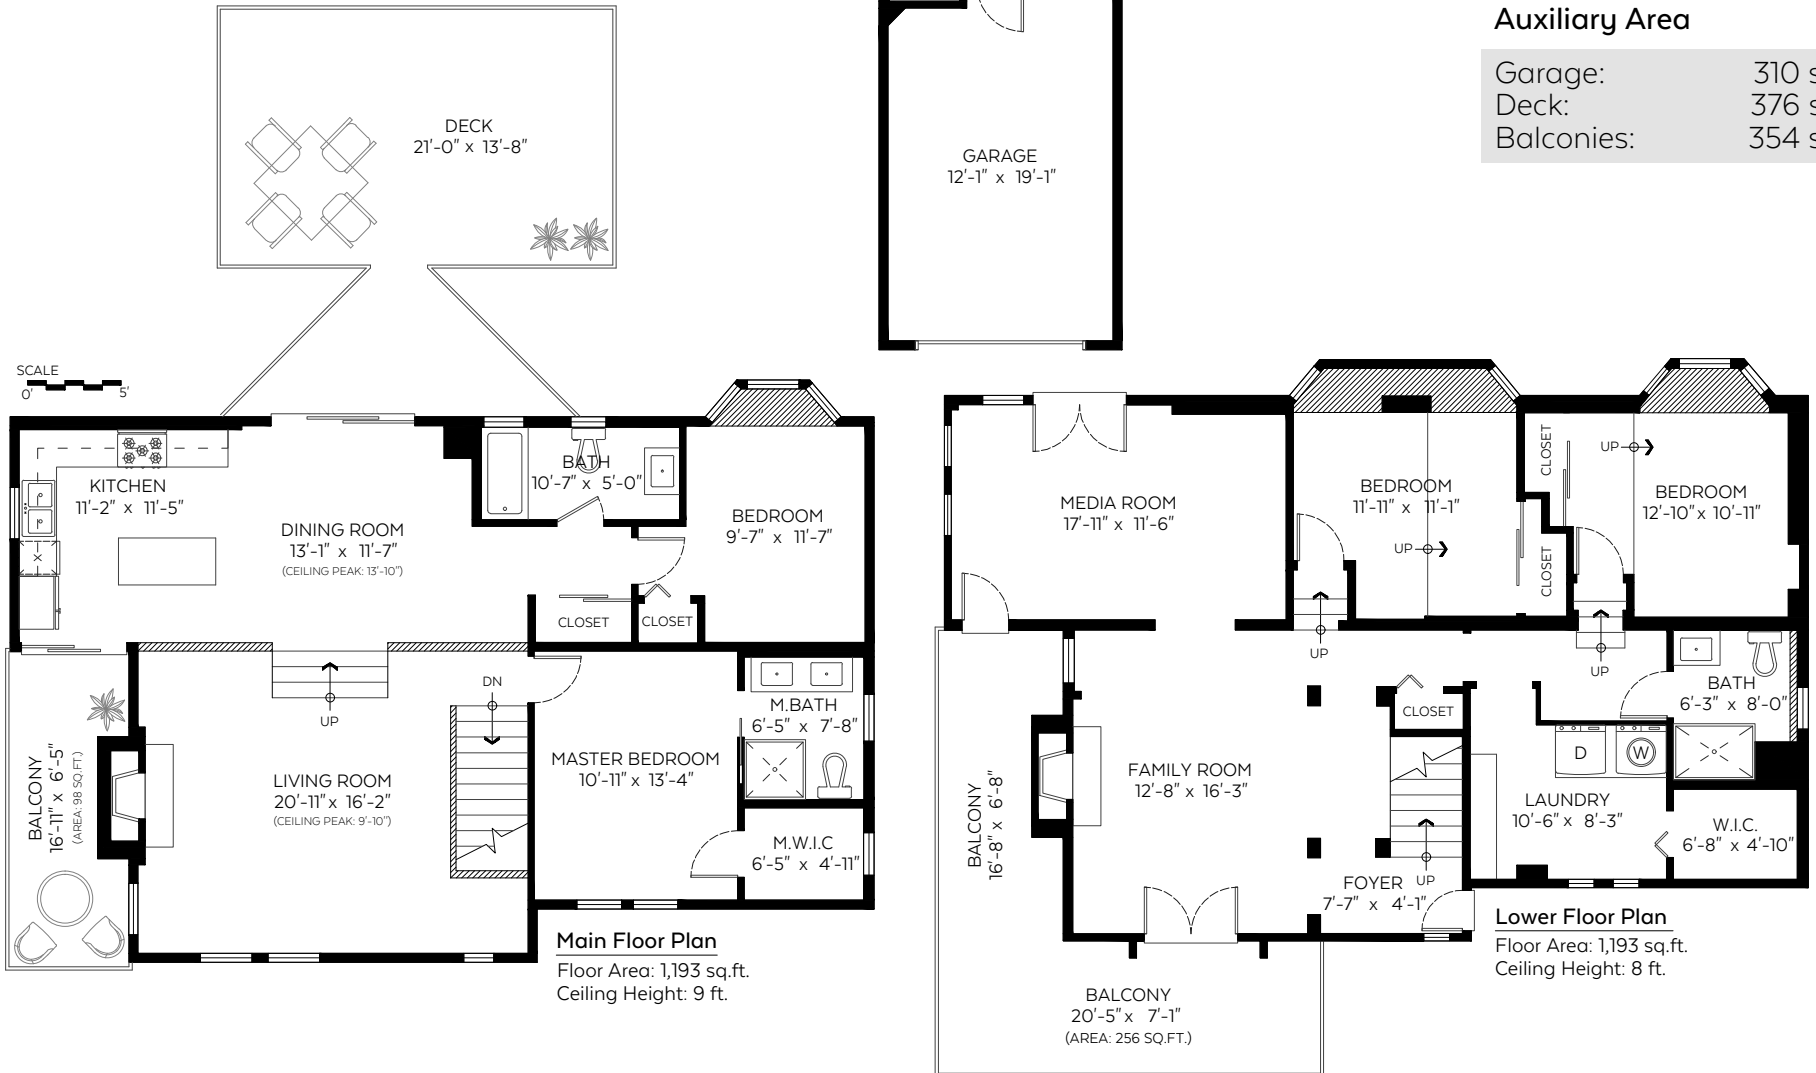 Auxiliary Area
Garage: 310 s
Deck: 376 s
Balconies: 354 s
DECK
21'-0" x 13'-8"
GARAGE
12'-1" x 19'-1"
SCALE
0' 5'
KITCHEN
11'-2" x 11'-5"
DINING ROOM
13'-1" x 11'-7"
(CEILING PEAK: 13'-10")
BATH
10'-7" x 5'-0"
BEDROOM
9'-7" x 11'-7"
CLOSET
CLOSET
UP
DN
BALCONY
16'-11" x 6'-5"
(AREA: 98 SQ.FT.)
LIVING ROOM
20'-11" x 16'-2"
(CEILING PEAK: 9'-10")
MASTER BEDROOM
10'-11" x 13'-4"
M.BATH
6'-5" x 7'-8"
M.W.I.C
6'-5" x 4'-11"
Main Floor Plan
Floor Area: 1,193 sq.ft.
Ceiling Height: 9 ft.
MEDIA ROOM
17'-11" x 11'-6"
BEDROOM
11'-11" x 11'-1"
UP
CLOSET
CLOSET
UP
BEDROOM
12'-10" x 10'-11"
UP
UP
BATH
6'-3" x 8'-0"
CLOSET
D
W
FAMILY ROOM
12'-8" x 16'-3"
BALCONY
16'-8" x 6'-8"
LAUNDRY
10'-6" x 8'-3"
W.I.C.
6'-8" x 4'-10"
FOYER
7'-7" x 4'-1"
UP
Lower Floor Plan
Floor Area: 1,193 sq.ft.
Ceiling Height: 8 ft.
BALCONY
20'-5" x 7'-1"
(AREA: 256 SQ.FT.)